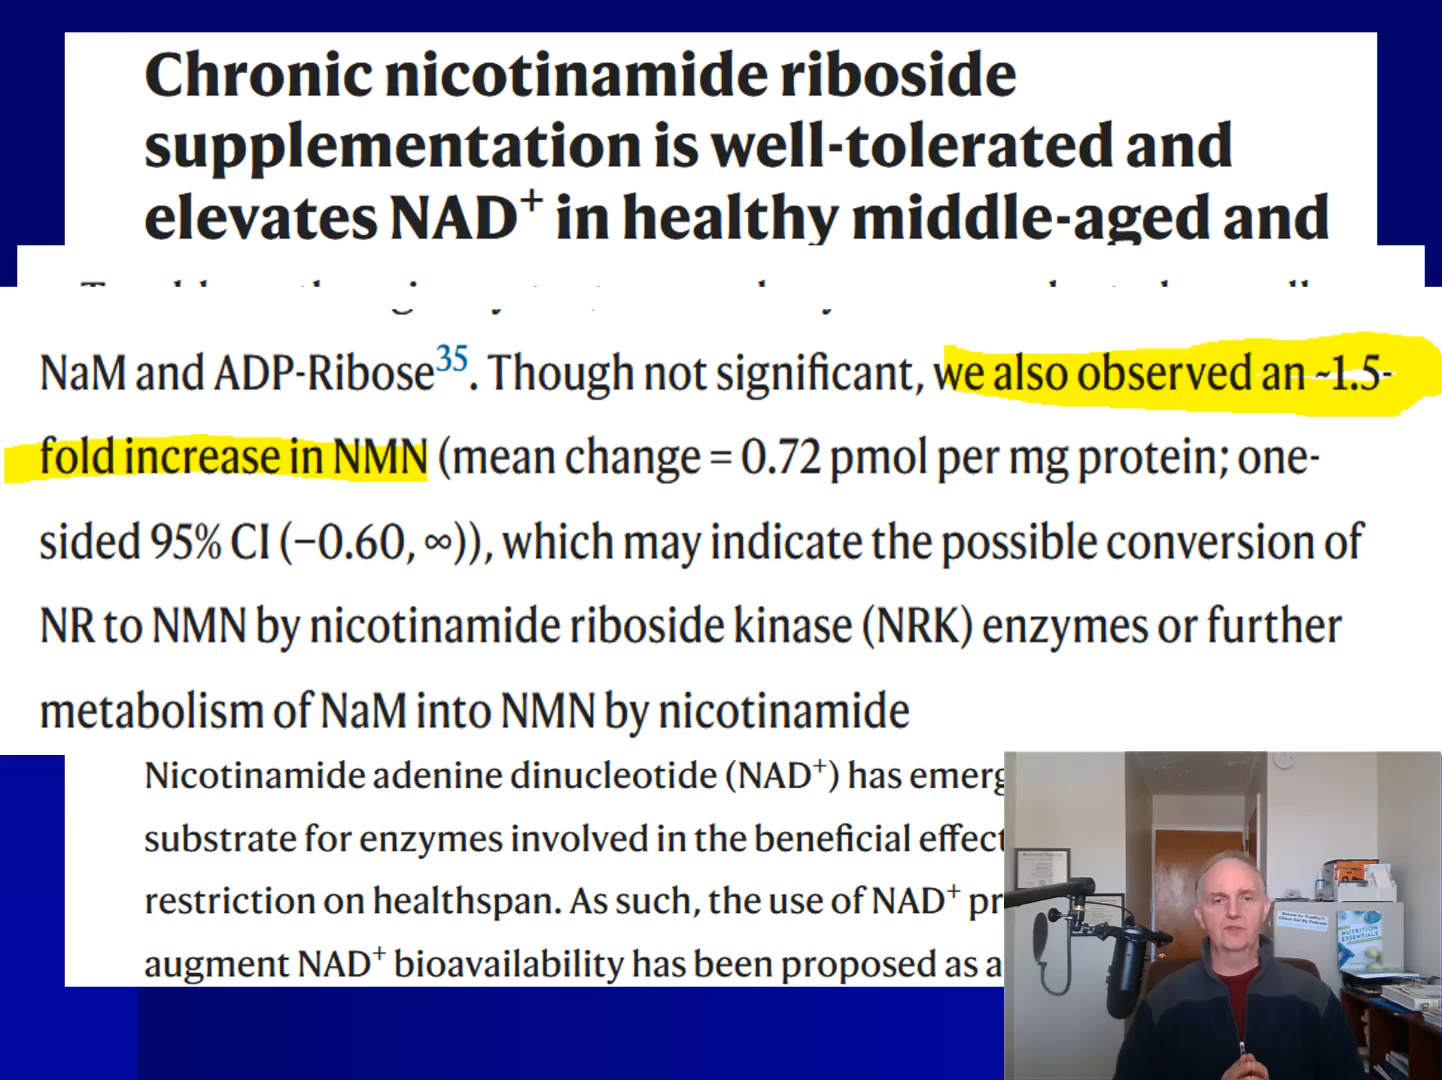 Chronic nicotinamide riboside
supplementation is well-tolerated and
elevates NAD+ in healthy middle-aged and
NaM and ADP-Ribose35. Though not significant, we also observed an ~1.5-
fold increase in NMN (mean change = 0.72 pmol per mg protein; one-
sided 95% CI (−0.60, ∞)), which may indicate the possible conversion of
NR to NMN by nicotinamide riboside kinase (NRK) enzymes or further
metabolism of NaM into NMN by nicotinamide
Nicotinamide adenine dinucleotide (NAD+) has emerg
substrate for enzymes involved in the beneficial effect
restriction on healthspan. As such, the use of NAD+ pr
augment NAD+ bioavailability has been proposed as a
NUTRITION
ESSENTIALS